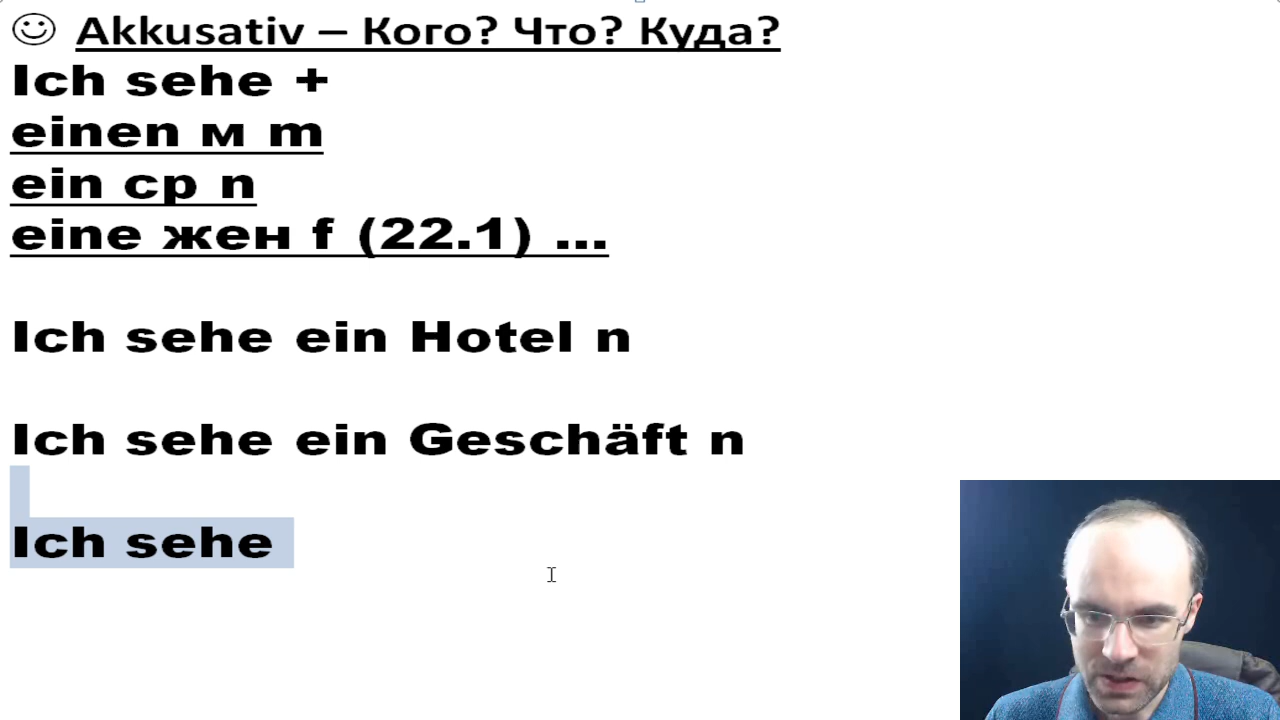 ☺ Akkusativ – Кого? Что? Куда?
Ich sehe +
einen м m
ein ср n
eine жен f (22.1) ...
Ich sehe ein Hotel n
Ich sehe ein Geschäft n
Ich sehe